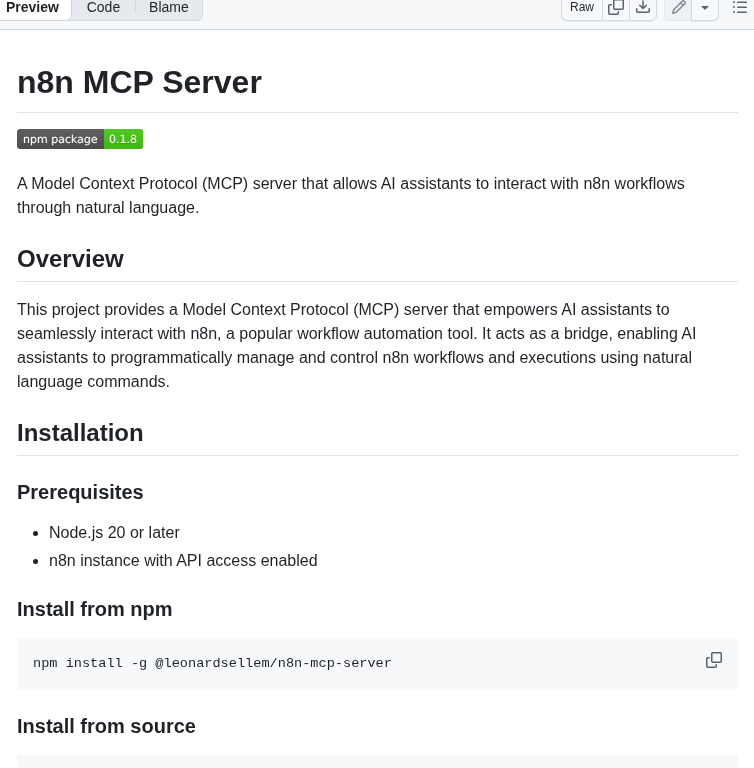 Preview
Code
Blame
Raw
n8n MCP Server
npm package 0.1.8
A Model Context Protocol (MCP) server that allows AI assistants to interact with n8n workflows
through natural language.
Overview
This project provides a Model Context Protocol (MCP) server that empowers AI assistants to
seamlessly interact with n8n, a popular workflow automation tool. It acts as a bridge, enabling AI
assistants to programmatically manage and control n8n workflows and executions using natural
language commands.
Installation
Prerequisites
Node.js 20 or later
n8n instance with API access enabled
Install from npm
npm install -g @leonardsellem/n8n-mcp-server
Install from source